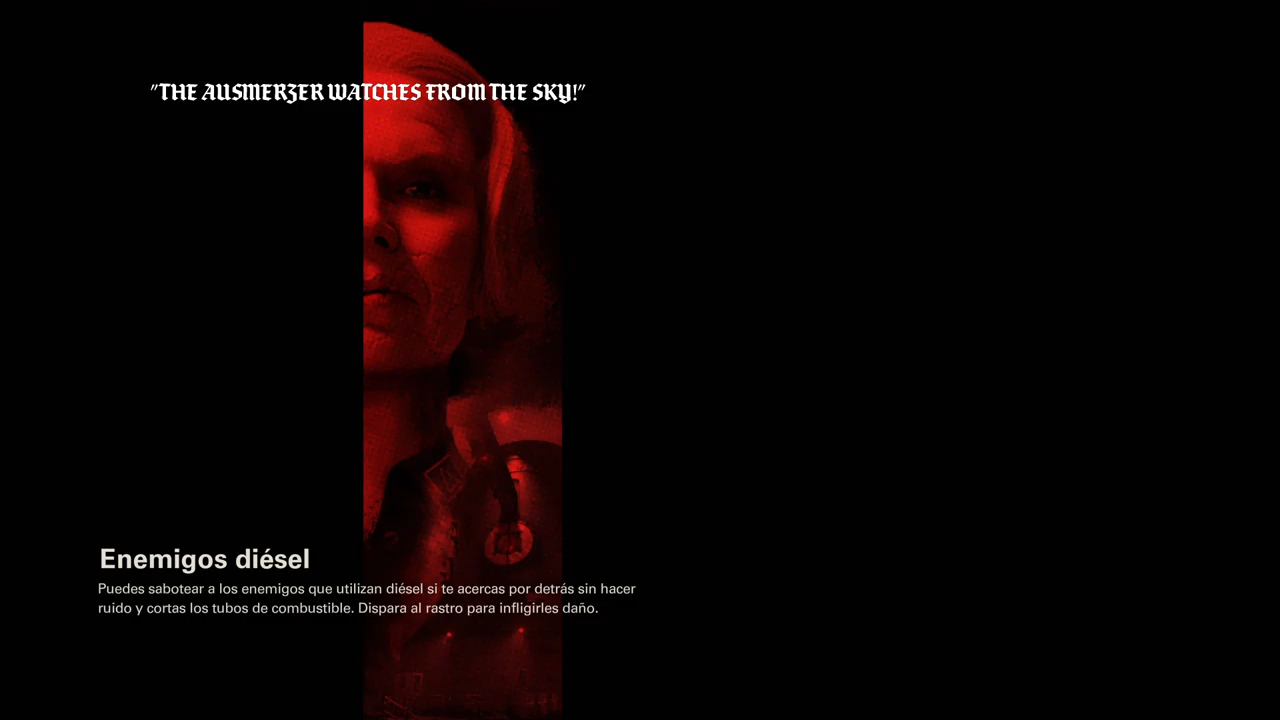 "THE AUSMERZER WATCHES FROM THE SKY!"
Enemigos diésel
Puedes sabotear a los enemigos que utilizan diésel si te acercas por detrás sin hacer
ruido y cortas los tubos de combustible. Dispara al rastro para infligirles daño.